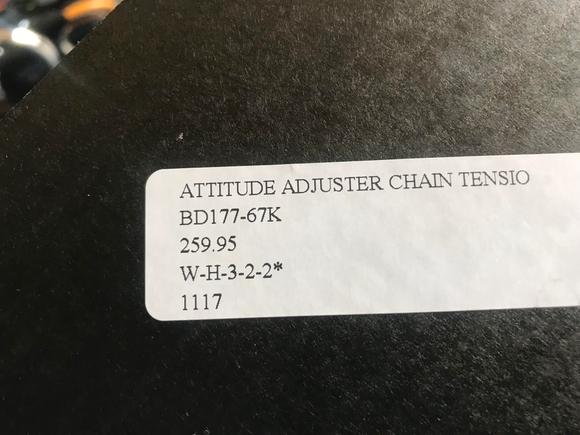 ATTITUDE ADJUSTER CHAIN TENSIO
BD177-67K
259.95
W-H-3-2-2*
1117